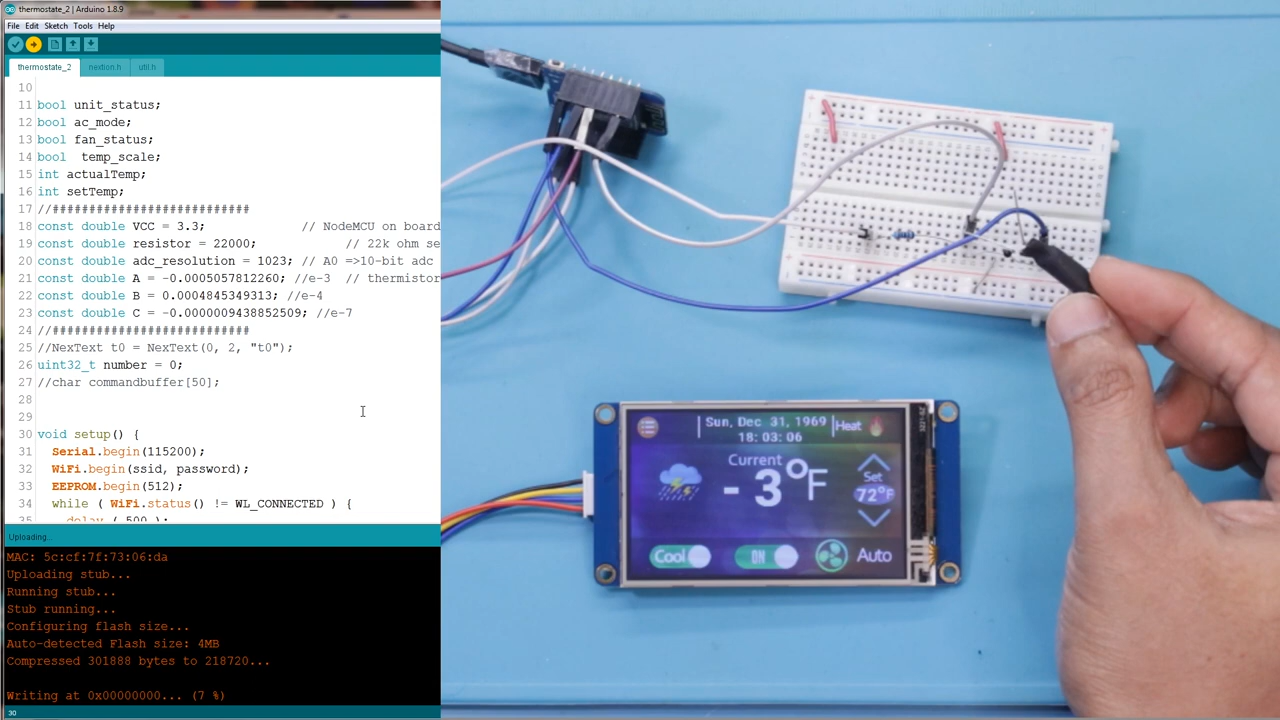 thermostate_2 | Arduino 1.8.9
File Edit Sketch Tools Help
thermostate_2 nextion.h util.h
10
11 bool unit_status;
12 bool ac_mode;
13 bool fan_status;
14 bool  temp_scale;
15 int actualTemp;
16 int setTemp;
17 //##########################
18 const double VCC = 3.3;             // NodeMCU on board
19 const double resistor = 22000;             // 22k ohm se
20 const double adc_resolution = 1023; // A0 =>10-bit adc
21 const double A = -0.0005057812260; //e-3  // thermistor
22 const double B = 0.0004845349313; //e-4
23 const double C = -0.0000009438852509; //e-7
24 //##########################
25 //NexText t0 = NexText(0, 2, "t0");
26 uint32_t number = 0;
27 //char commandbuffer[50];
28
29
30 void setup() {
31   Serial.begin(115200);
32   WiFi.begin(ssid, password);
33   EEPROM.begin(512);
34   while ( WiFi.status() != WL_CONNECTED ) {
35     delay ( 500 );
Uploading...
MAC: 5c:cf:7f:73:06:da
Uploading stub...
Running stub...
Stub running...
Configuring flash size...
Auto-detected Flash size: 4MB
Compressed 301888 bytes to 218720...
Writing at 0x00000000... (7 %)
30
Sun, Dec 31, 1969
18: 03: 06
Heat
Current
- 3°F
Set
72°F
Cool
ON
Auto